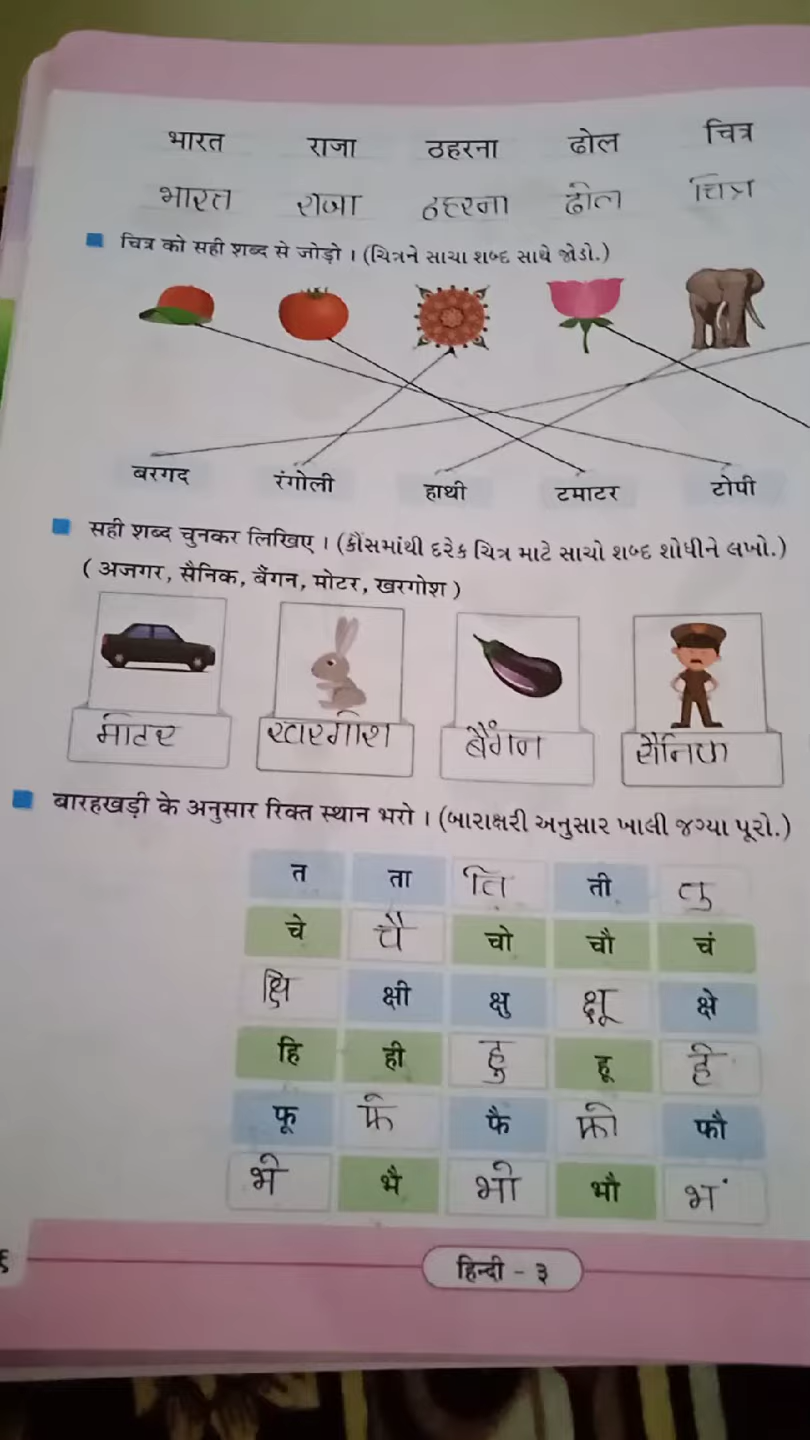 भारत राजा ठहरना ढोल चित्र
भारत राजा ठहरना ढोल चित्र
चित्र को सही शब्द से जोड़ो । (ચિત્રને સાચા શબ્દ સાથે જોડો.)
बरगद रंगोली हाथी टमाटर टोपी
सही शब्द चुनकर लिखिए । (કૌંસમાંથી દરેક ચિત્ર માટે સાચો શબ્દ શોધીને લખો.)
( अजगर, सैनिक, बैंगन, मोटर, खरगोश )
मोटर खरगोश बैंगन सैनिक
बारहखड़ी के अनुसार रिक्त स्थान भरो । (બારાક્ષરી અનુસાર ખાલી જગ્યા પૂરો.)
त ता ति ती तु
चे चै चो चौ चं
क्षि क्षी क्षु क्षू क्षे
हि ही हु हू हे
फू फे फै फो फौ
भे भै भो भौ भं
हिन्दी - ३